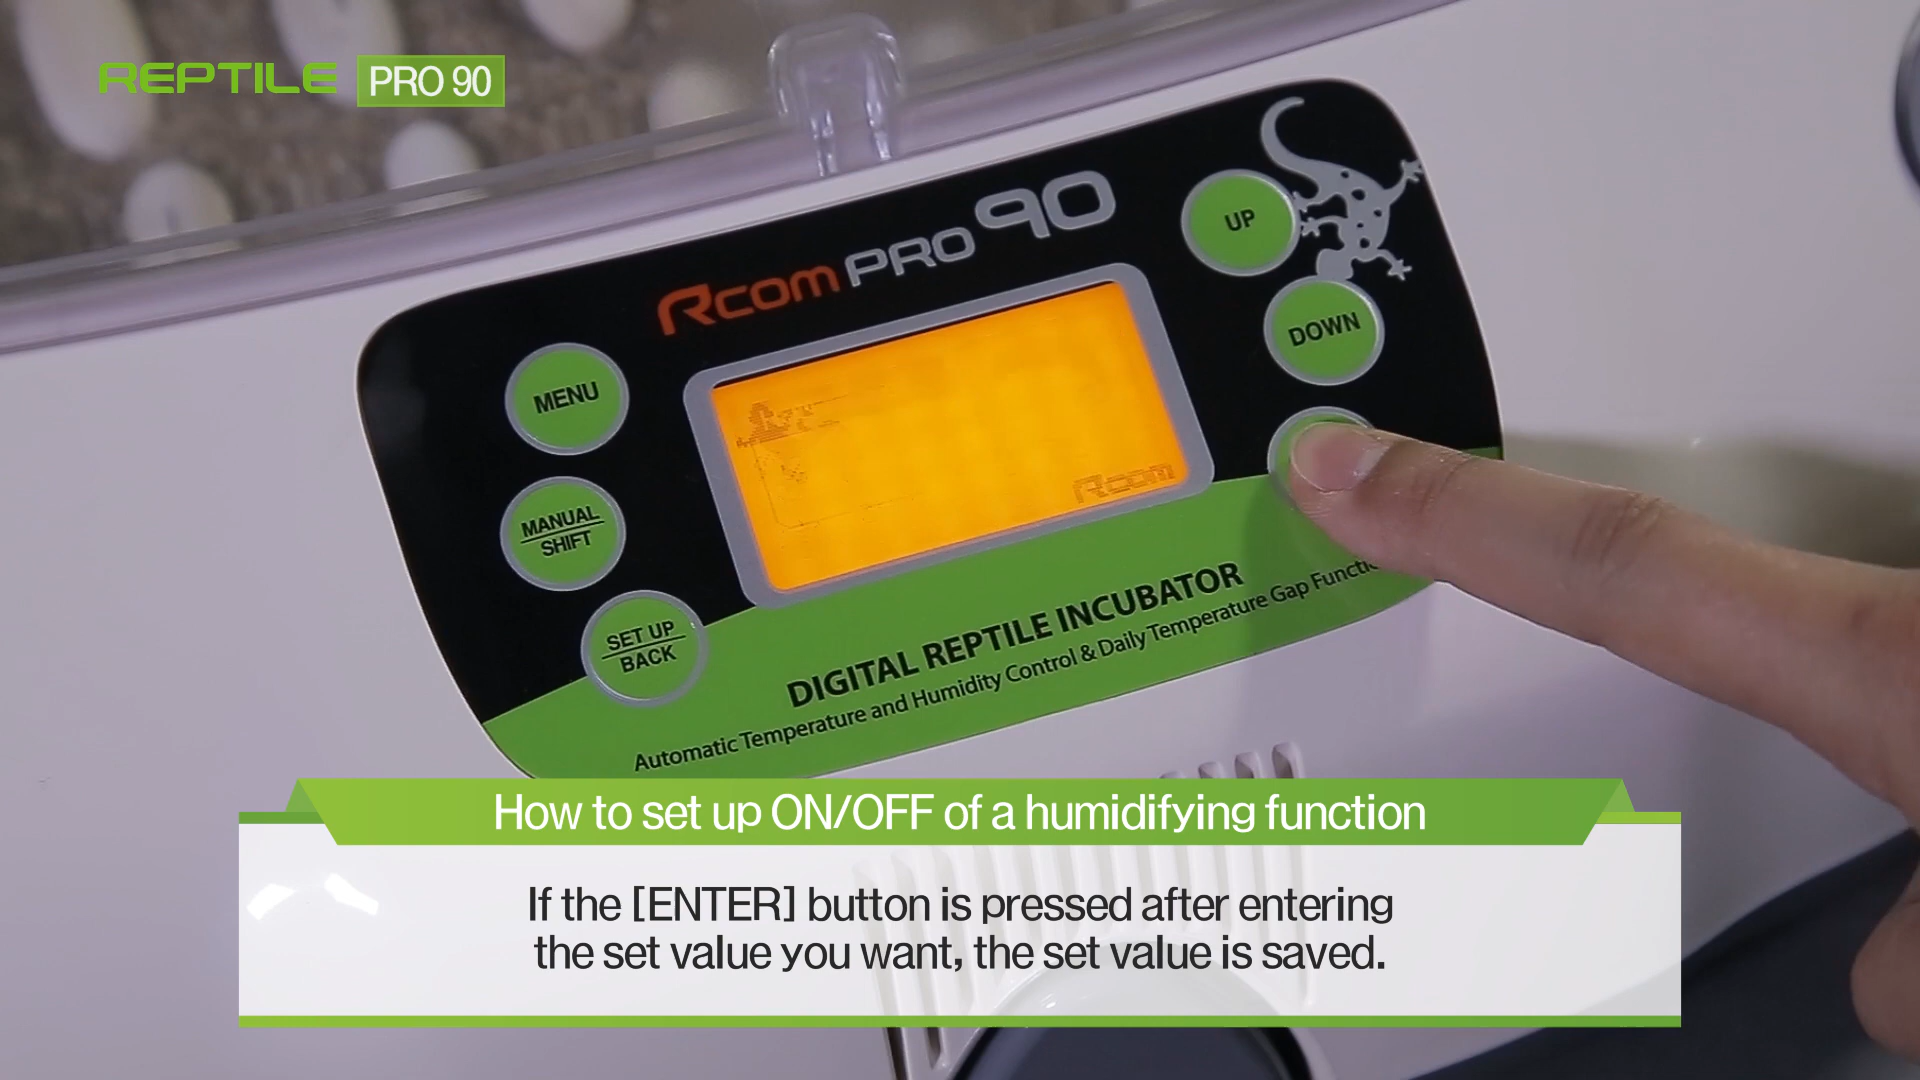 REPTILE PRO 90
Rcom PRO 90
UP
DOWN
MENU
MANUAL
SHIFT
SET UP
BACK
Rcom
DIGITAL REPTILE INCUBATOR
Automatic Temperature and Humidity Control & Daily Temperature Gap
How to set up ON/OFF of a humidifying function
If the [ENTER] button is pressed after entering
the set value you want, the set value is saved.